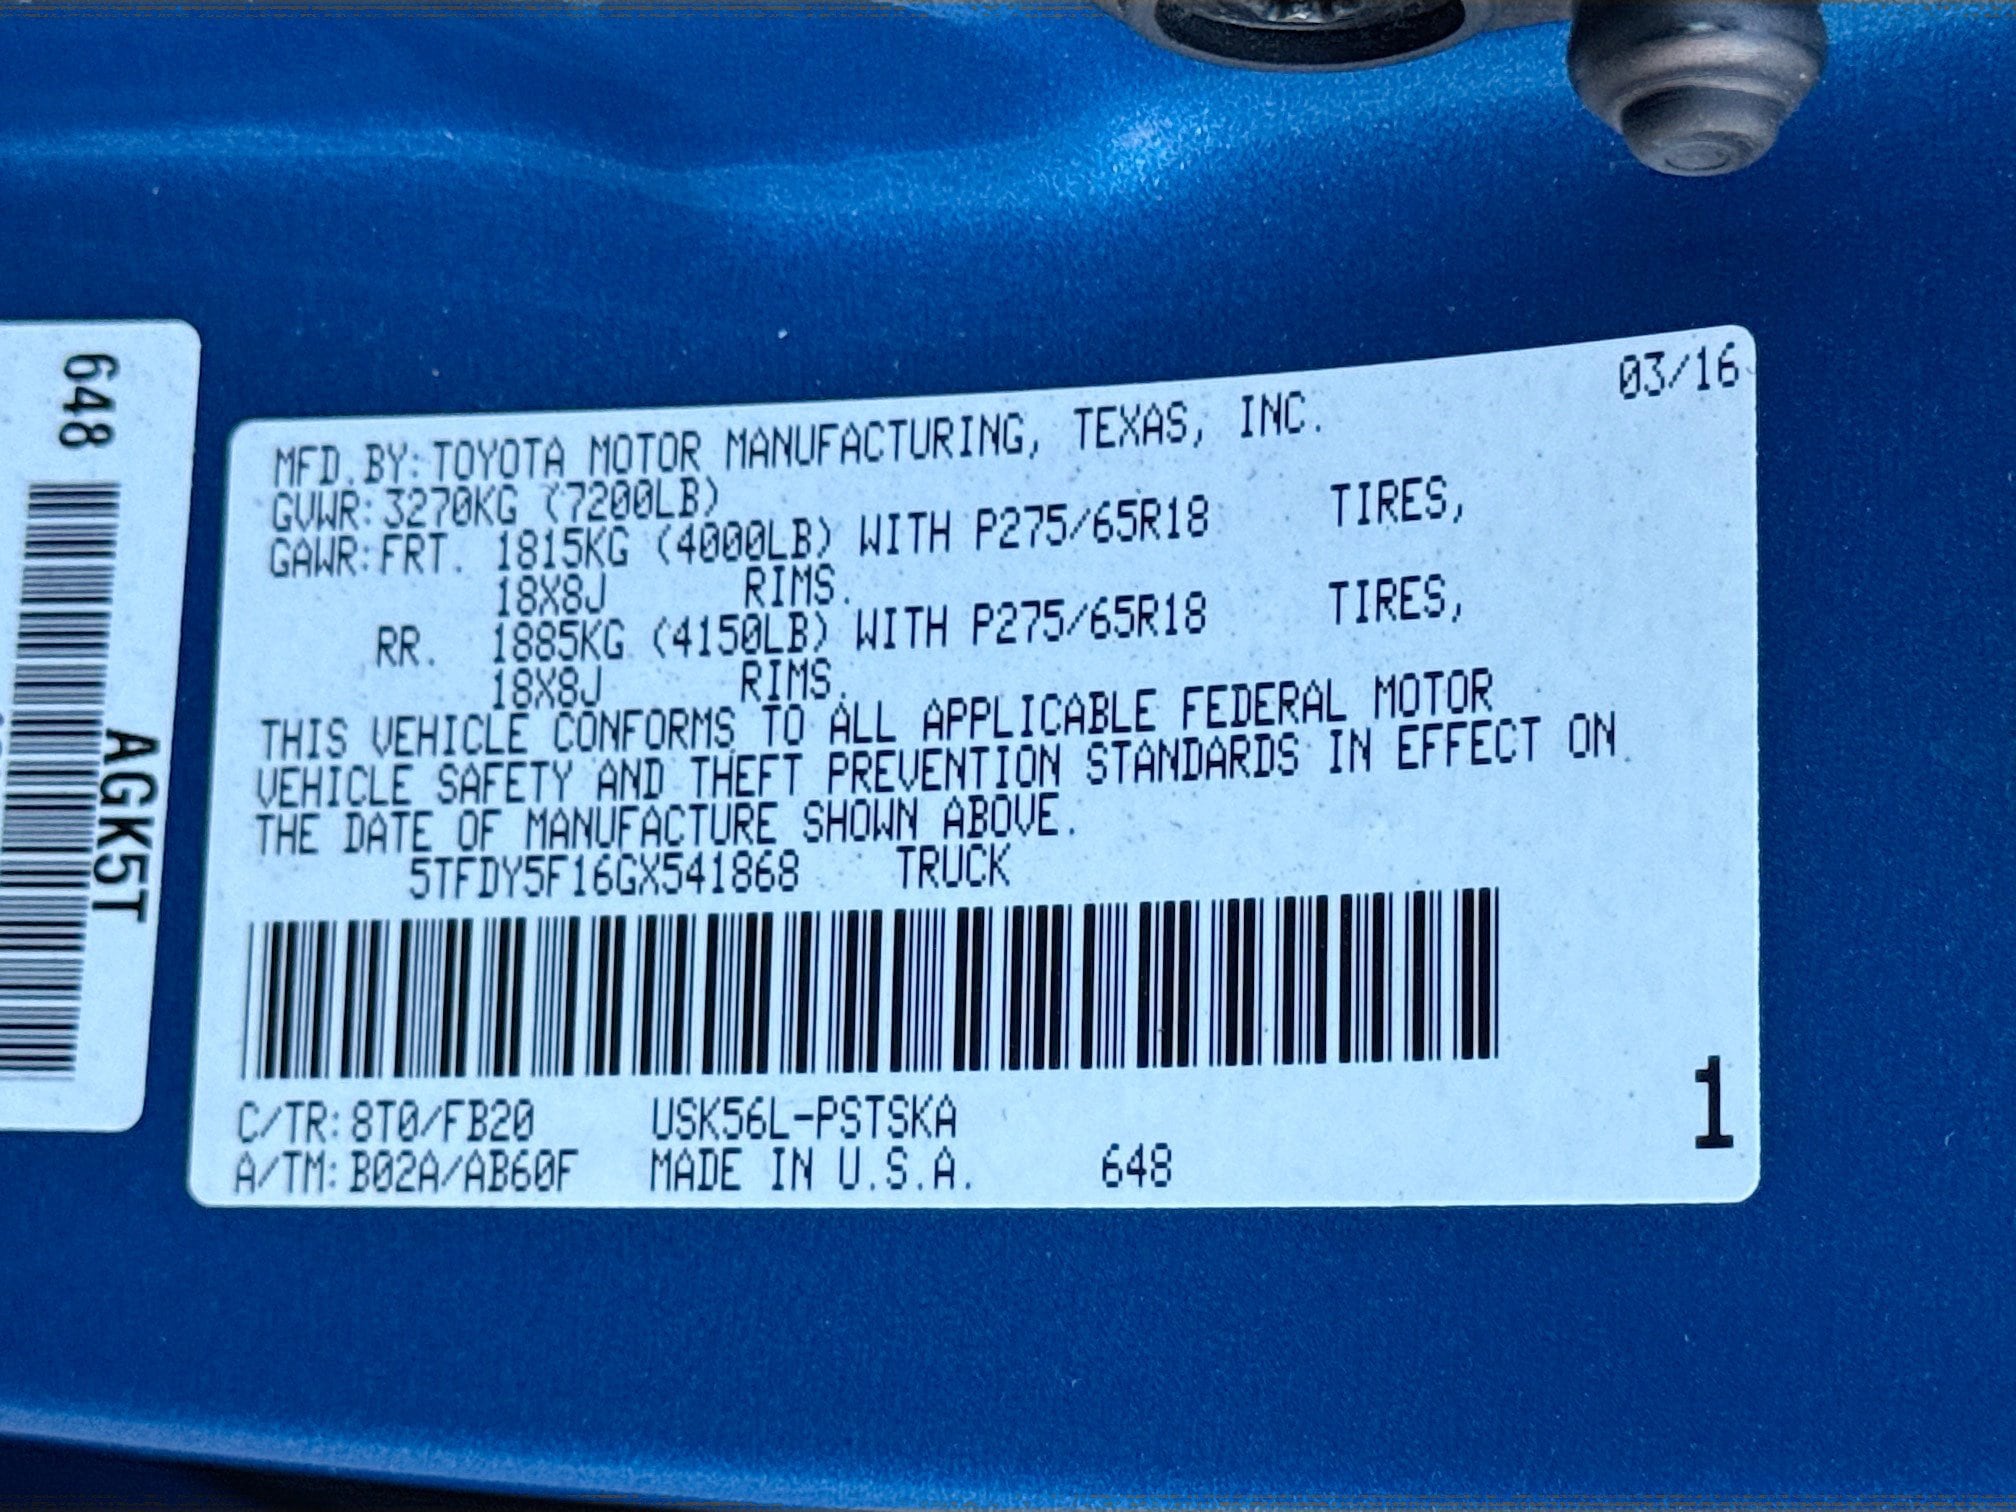 648
AGK5T
03/16
MFD.BY:TOYOTA MOTOR MANUFACTURING, TEXAS, INC.
GVWR:3270KG (7200LB)
GAWR:FRT. 1815KG (4000LB) WITH P275/65R18 TIRES,
18X8J RIMS.
RR. 1885KG (4150LB) WITH P275/65R18 TIRES,
18X8J RIMS.
THIS VEHICLE CONFORMS TO ALL APPLICABLE FEDERAL MOTOR
VEHICLE SAFETY AND THEFT PREVENTION STANDARDS IN EFFECT ON
THE DATE OF MANUFACTURE SHOWN ABOVE.
5TFDY5F16GX541868 TRUCK
C/TR:8T0/FB20 USK56L-PSTSKA
A/TM:B02A/AB60F MADE IN U.S.A. 648
1